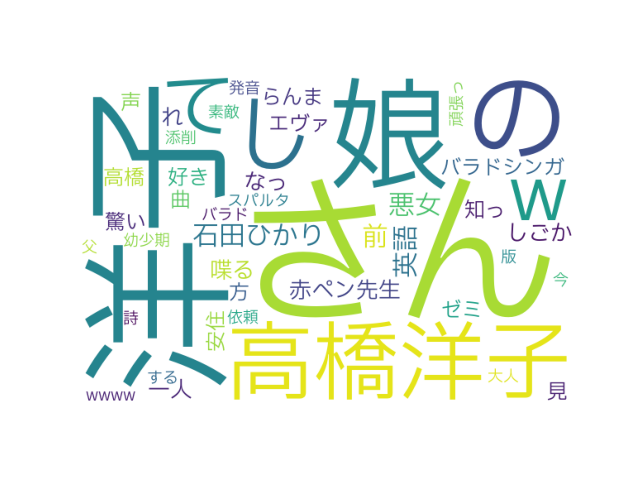 洋子
てし
娘
の
さん
高橋洋子
w
声
れ
発音
素敵
添削
らんま
エヴァ
頑張っ
バラドシンガ
高橋
好き
なっ
曲
スパルタ
バラド
悪女
知っ
驚い
幼少期
石田ひかり
前
英語
しごか
父
喋る
方
赤ペン先生
版
今
詩
安住
依頼
ゼミ
wwww
する
一人
大人
見